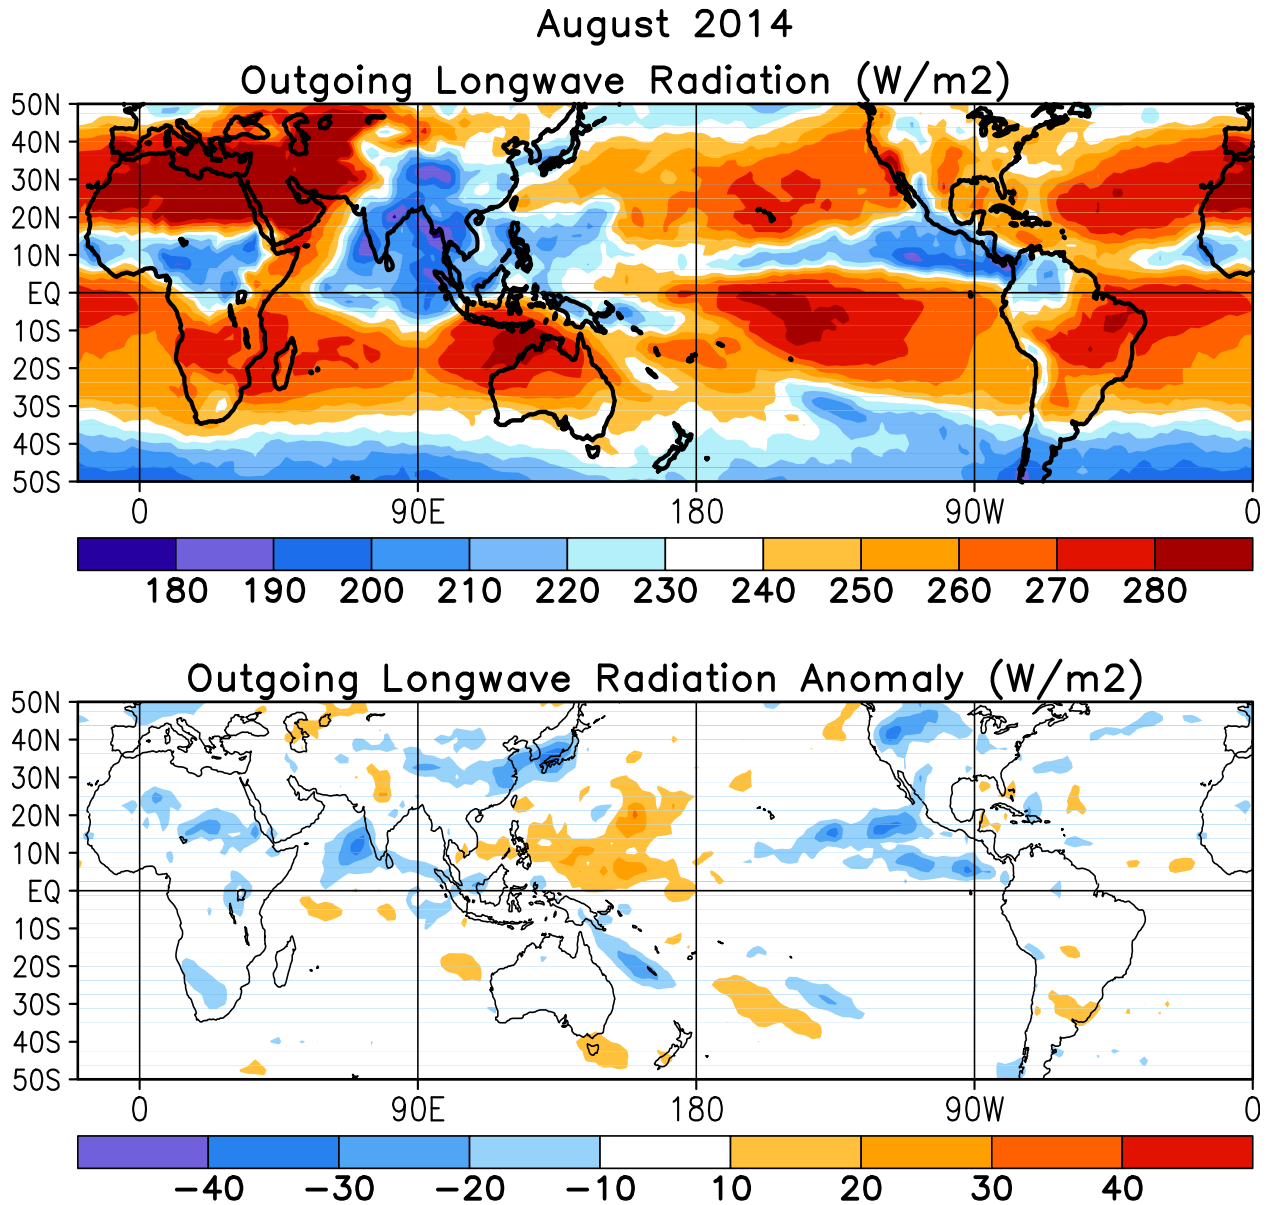 August 2014
Outgoing Longwave Radiation (W/m2)
50N
40N
30N
20N
10N
EQ
10S
20S
30S
40S
50S
0 90E 180 90W 0
180 190 200 210 220 230 240 250 260 270 280
Outgoing Longwave Radiation Anomaly (W/m2)
50N
40N
30N
20N
10N
EQ
10S
20S
30S
40S
50S
0 90E 180 90W 0
−40 −30 −20 −10 10 20 30 40